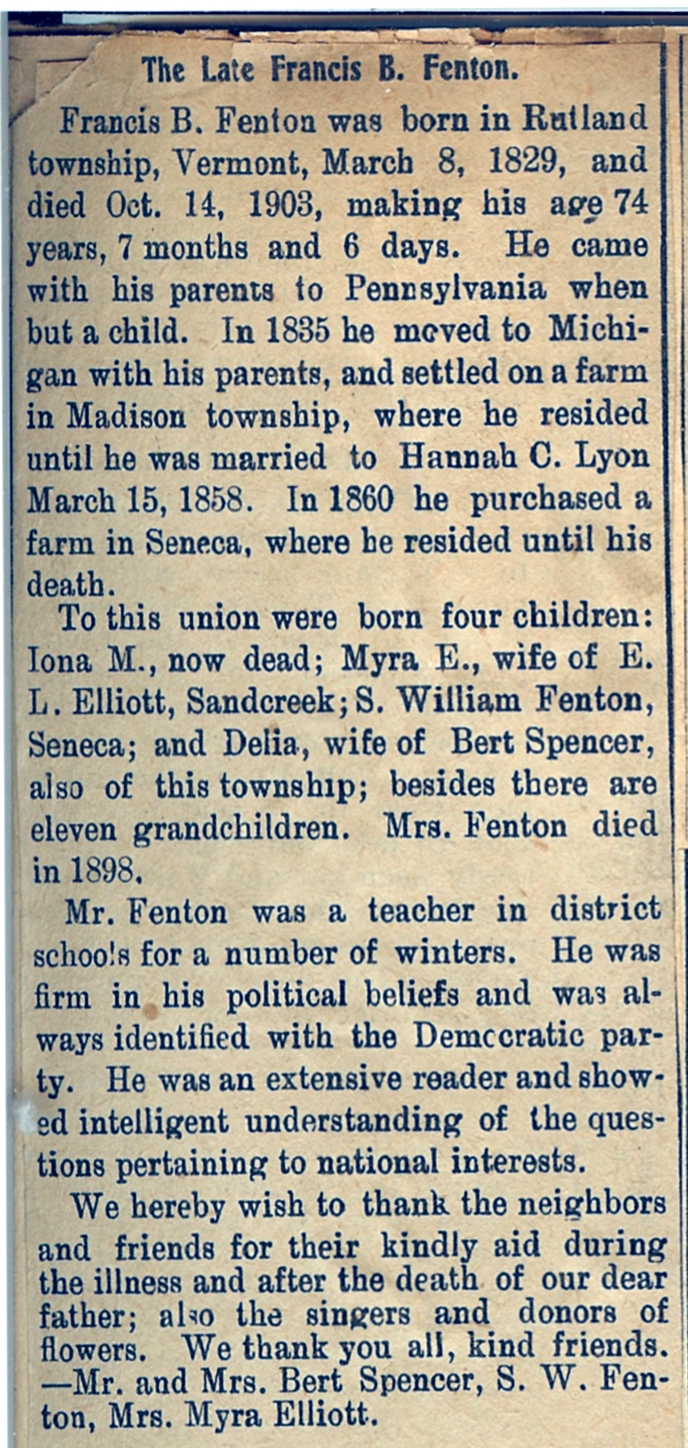 The Late Francis B. Fenton.
Francis B. Fenton was born in Rutland
township, Vermont, March 8, 1829, and
died Oct. 14, 1903, making his age 74
years, 7 months and 6 days. He came
with his parents to Pennsylvania when
but a child. In 1835 he moved to Michi-
gan with his parents, and settled on a farm
in Madison township, where he resided
until he was married to Hannah C. Lyon
March 15, 1858. In 1860 he purchased a
farm in Seneca, where he resided until his
death.
To this union were born four children:
Iona M., now dead; Myra E., wife of E.
L. Elliott, Sandcreek; S. William Fenton,
Seneca; and Delia, wife of Bert Spencer,
also of this township; besides there are
eleven grandchildren. Mrs. Fenton died
in 1898.
Mr. Fenton was a teacher in district
schools for a number of winters. He was
firm in his political beliefs and was al-
ways identified with the Democratic par-
ty. He was an extensive reader and show-
ed intelligent understanding of the ques-
tions pertaining to national interests.
We hereby wish to thank the neighbors
and friends for their kindly aid during
the illness and after the death of our dear
father; also the singers and donors of
flowers. We thank you all, kind friends.
—Mr. and Mrs. Bert Spencer, S. W. Fen-
ton, Mrs. Myra Elliott.